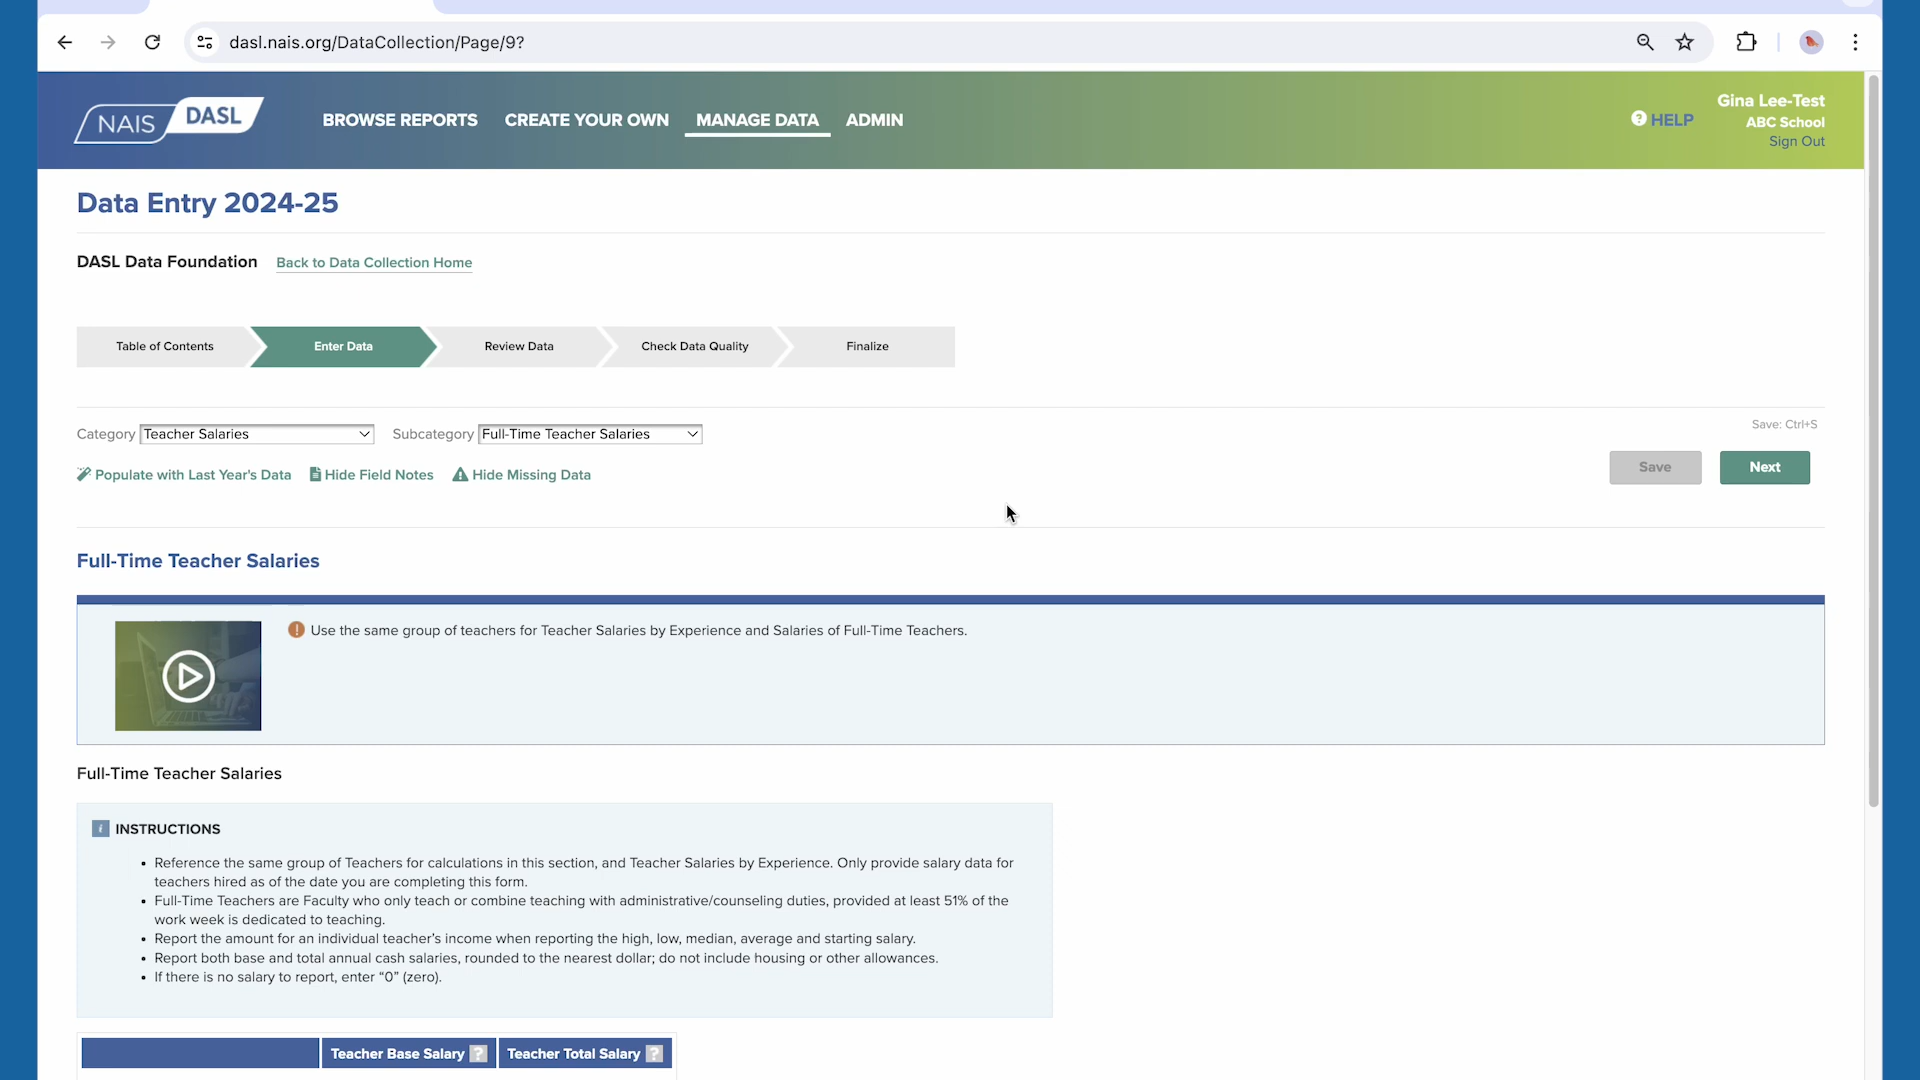 dasl.nais.org/DataCollection/Page/9?
NAIS DASL
BROWSE REPORTS
CREATE YOUR OWN
MANAGE DATA
ADMIN
? HELP
Gina Lee-Test
ABC School
Sign Out
Data Entry 2024-25
DASL Data Foundation
Back to Data Collection Home
Table of Contents
Enter Data
Review Data
Check Data Quality
Finalize
Category Teacher Salaries
Subcategory Full-Time Teacher Salaries
Save: Ctrl+S
Populate with Last Year's Data
Hide Field Notes
Hide Missing Data
Save
Next
Full-Time Teacher Salaries
! Use the same group of teachers for Teacher Salaries by Experience and Salaries of Full-Time Teachers.
Full-Time Teacher Salaries
i INSTRUCTIONS
• Reference the same group of Teachers for calculations in this section, and Teacher Salaries by Experience. Only provide salary data for
teachers hired as of the date you are completing this form.
• Full-Time Teachers are Faculty who only teach or combine teaching with administrative/counseling duties, provided at least 51% of the
work week is dedicated to teaching.
• Report the amount for an individual teacher's income when reporting the high, low, median, average and starting salary.
• Report both base and total annual cash salaries, rounded to the nearest dollar; do not include housing or other allowances.
• If there is no salary to report, enter “0” (zero).
Teacher Base Salary ?
Teacher Total Salary ?